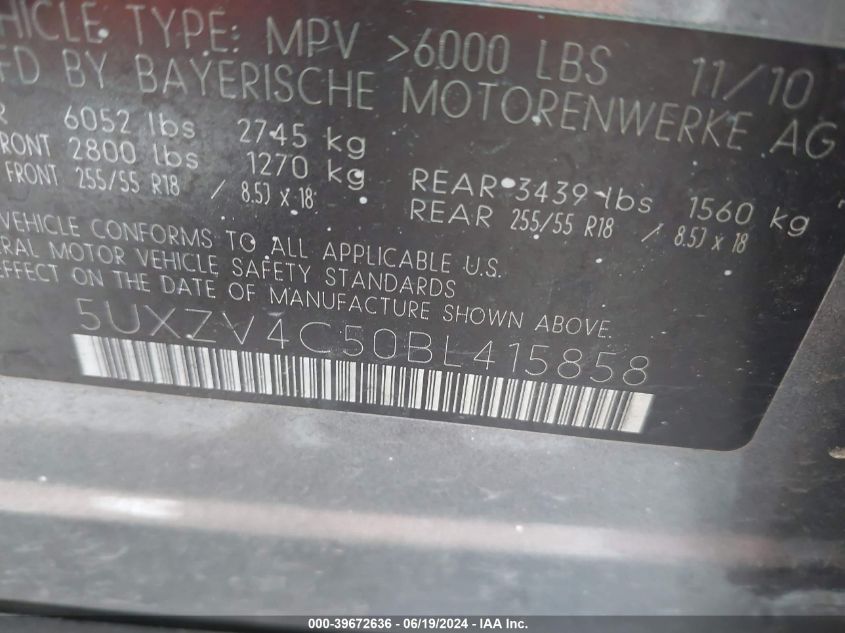 HICLE TYPE: MPV >6000 LBS 11/10
FD BY BAYERISCHE MOTORENWERKE AG
R 6052 lbs 2745 kg
RONT 2800 lbs 1270 kg REAR 3439 lbs 1560 kg
FRONT 255/55 R18 / 8.5J x 18 REAR 255/55 R18 / 8.5J x 18
VEHICLE CONFORMS TO ALL APPLICABLE U.S.
ERAL MOTOR VEHICLE SAFETY STANDARDS
EFFECT ON THE DATE OF MANUFACTURE SHOWN ABOVE.
5UXZV4C50BL415858
000-39672636 - 06/19/2024 - IAA Inc.